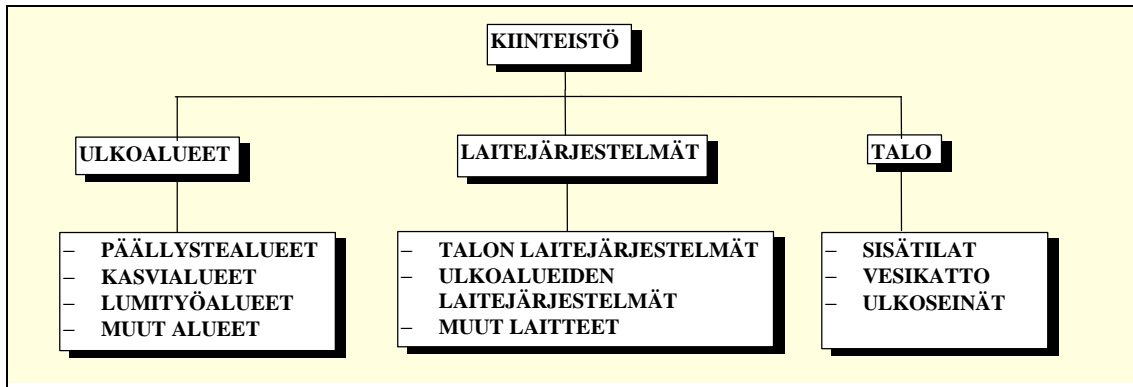 KIINTEISTÖ
ULKOALUEET
LAITEJÄRJESTELMÄT
TALO
– PÄÄLLYSTEALUEET
– KASVIALUEET
– LUMITYÖALUEET
– MUUT ALUEET
– TALON LAITEJÄRJESTELMÄT
– ULKOALUEIDEN
LAITEJÄRJESTELMÄT
– MUUT LAITTEET
– SISÄTILAT
– VESIKATTO
– ULKOSEINÄT